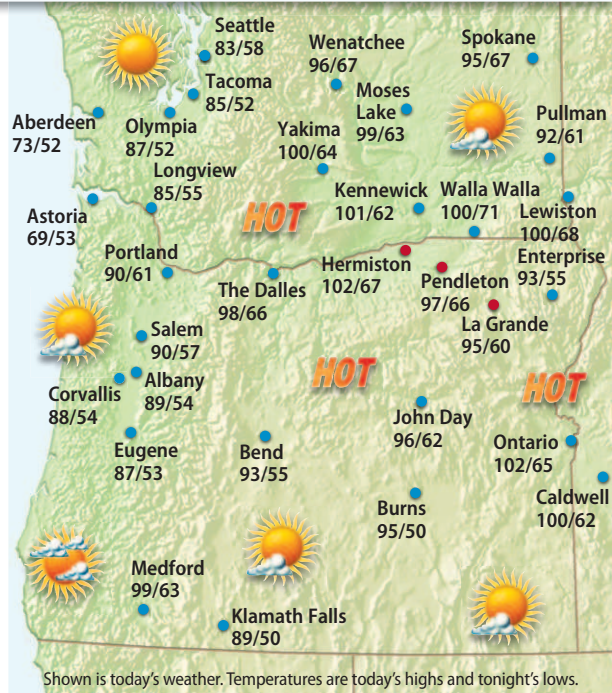 Seattle
83/58
Wenatchee
96/67
Spokane
95/67
Tacoma
85/52
Moses
Lake
99/63
Aberdeen
73/52
Olympia
87/52
Yakima
100/64
Pullman
92/61
Longview
85/55
Kennewick
101/62
Walla Walla
100/71
Lewiston
100/68
Astoria
69/53
HOT
Portland
90/61
The Dalles
98/66
Hermiston
102/67
Pendleton
97/66
Enterprise
93/55
La Grande
95/60
Salem
90/57
HOT
HOT
Corvallis
88/54
Albany
89/54
John Day
96/62
Eugene
87/53
Bend
93/55
Ontario
102/65
Burns
95/50
Caldwell
100/62
Medford
99/63
Klamath Falls
89/50
Shown is today's weather. Temperatures are today's highs and tonight's lows.